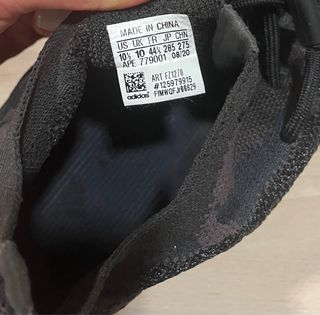 MADE IN CHINA
US UK FR JP CHN
10½ 10 44⅔ 285 275
APE 779001 08/20
ART FZ1270
#125979915
adidas